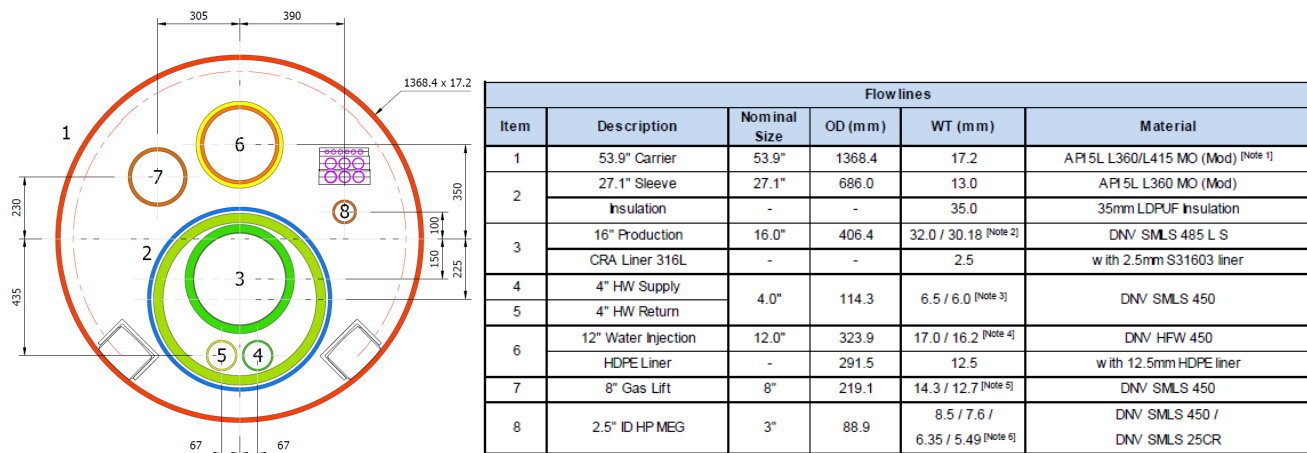 305
390
1368.4 x 17.2
1
6
7
8
2
3
5
4
230
435
350
100
150
225
67
67
Flowlines
Item Description Nominal Size OD (mm) WT (mm) Material
1 53.9" Carrier 53.9" 1368.4 17.2 API 5L L360/L415 MO (Mod) [Note 1]
2 27.1" Sleeve 27.1" 686.0 13.0 API 5L L360 MO (Mod)
Insulation - - 35.0 35mm LDPUF Insulation
3 16" Production 16.0" 406.4 32.0 / 30.18 [Note 2] DNV SMLS 485 L S
CRA Liner 316L - - 2.5 with 2.5mm S31603 liner
4 4" HW Supply 4.0" 114.3 6.5 / 6.0 [Note 3] DNV SMLS 450
5 4" HW Return
6 12" Water Injection 12.0" 323.9 17.0 / 16.2 [Note 4] DNV HFW 450
HDPE Liner - 291.5 12.5 with 12.5mm HDPE liner
7 8" Gas Lift 8" 219.1 14.3 / 12.7 [Note 5] DNV SMLS 450
8 2.5" ID HP MEG 3" 88.9 8.5 / 7.6 / DNV SMLS 450 /
6.35 / 5.49 [Note 6] DNV SMLS 25CR